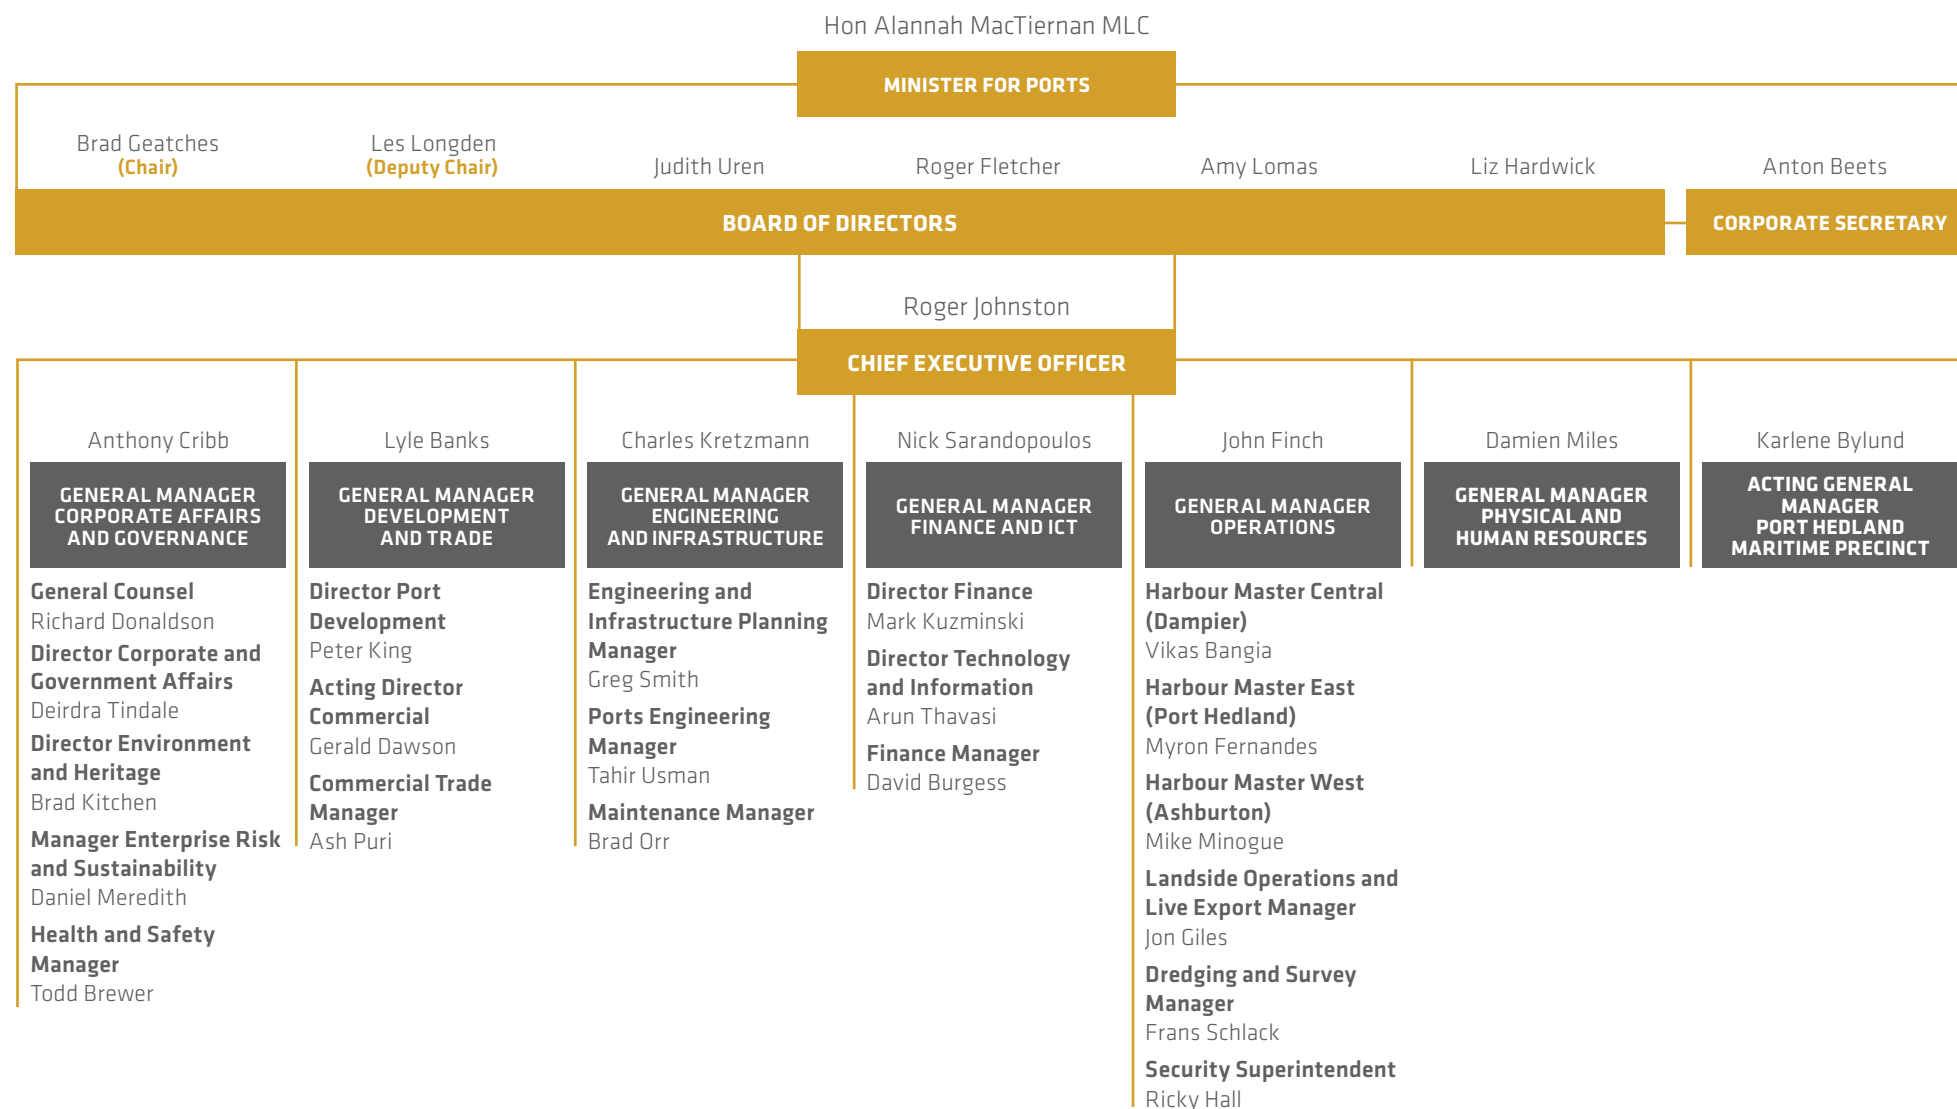 Hon Alannah MacTiernan MLC
MINISTER FOR PORTS
Brad Geatches
(Chair)
Les Longden
(Deputy Chair)
Judith Uren
Roger Fletcher
Amy Lomas
Liz Hardwick
Anton Beets
BOARD OF DIRECTORS
CORPORATE SECRETARY
Roger Johnston
CHIEF EXECUTIVE OFFICER
Anthony Cribb
GENERAL MANAGER
CORPORATE AFFAIRS
AND GOVERNANCE
General Counsel
Richard Donaldson
Director Corporate and
Government Affairs
Deirdra Tindale
Director Environment
and Heritage
Brad Kitchen
Manager Enterprise Risk
and Sustainability
Daniel Meredith
Health and Safety
Manager
Todd Brewer
Lyle Banks
GENERAL MANAGER
DEVELOPMENT
AND TRADE
Director Port
Development
Peter King
Acting Director
Commercial
Gerald Dawson
Commercial Trade
Manager
Ash Puri
Charles Kretzmann
GENERAL MANAGER
ENGINEERING
AND INFRASTRUCTURE
Engineering and
Infrastructure Planning
Manager
Greg Smith
Ports Engineering
Manager
Tahir Usman
Maintenance Manager
Brad Orr
Nick Sarandopoulos
GENERAL MANAGER
FINANCE AND ICT
Director Finance
Mark Kuzminski
Director Technology
and Information
Arun Thavasi
Finance Manager
David Burgess
John Finch
GENERAL MANAGER
OPERATIONS
Harbour Master Central
(Dampier)
Vikas Bangia
Harbour Master East
(Port Hedland)
Myron Fernandes
Harbour Master West
(Ashburton)
Mike Minogue
Landside Operations and
Live Export Manager
Jon Giles
Dredging and Survey
Manager
Frans Schlack
Security Superintendent
Ricky Hall
Damien Miles
GENERAL MANAGER
PHYSICAL AND
HUMAN RESOURCES
Karlene Bylund
ACTING GENERAL
MANAGER
PORT HEDLAND
MARITIME PRECINCT